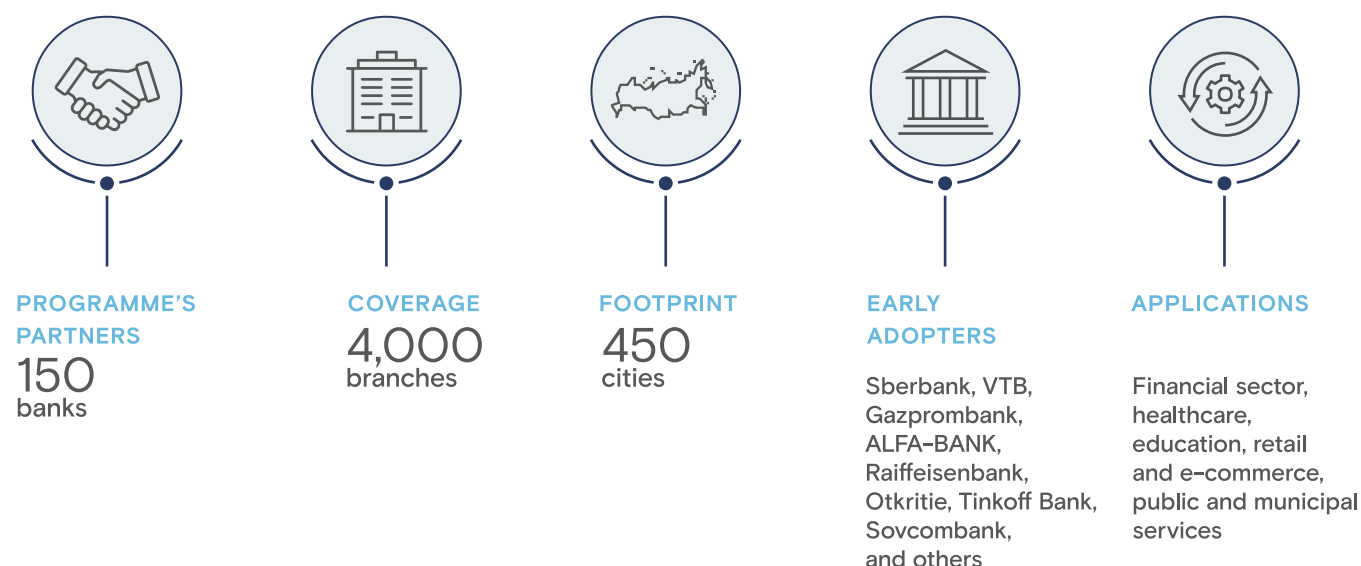 PROGRAMME'S
PARTNERS
150
banks
COVERAGE
4,000
branches
FOOTPRINT
450
cities
EARLY
ADOPTERS
Sberbank, VTB,
Gazprombank,
ALFA-BANK,
Raiffeisenbank,
Otkritie, Tinkoff Bank,
Sovcombank,
and others
APPLICATIONS
Financial sector,
healthcare,
education, retail
and e-commerce,
public and municipal
services